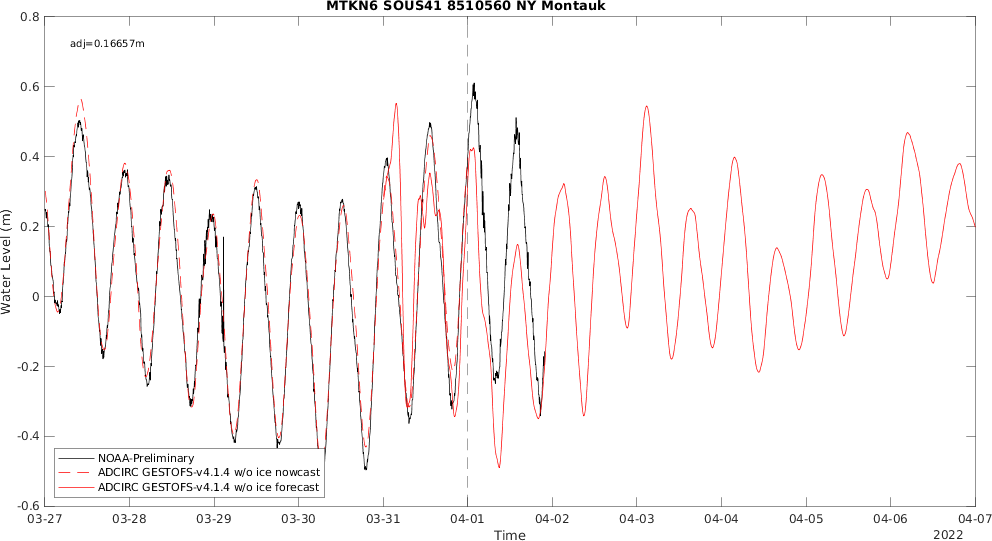 MTKN6 SOUS41 8510560 NY Montauk
adj=0.16657m
0.8
0.6
0.4
0.2
0
-0.2
-0.4
-0.6
Water Level (m)
NOAA-Preliminary
ADCIRC GESTOFS-v4.1.4 w/o ice nowcast
ADCIRC GESTOFS-v4.1.4 w/o ice forecast
03-27 03-28 03-29 03-30 03-31 04-01 04-02 04-03 04-04 04-05 04-06 04-07
Time
2022